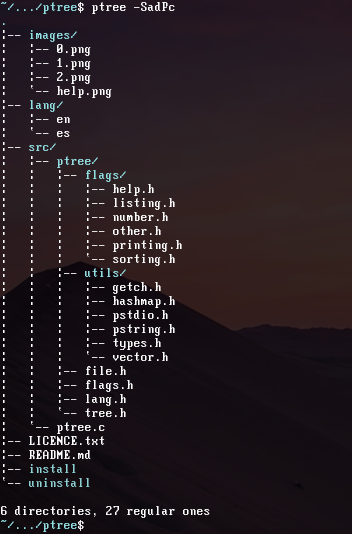 ~/.../ptree$ ptree -SadPc
.
¦-- images/
¦   ¦-- 0.png
¦   ¦-- 1.png
¦   ¦-- 2.png
¦   '-- help.png
¦-- lang/
¦   ¦-- en
¦   '-- es
¦-- src/
¦   ¦-- ptree/
¦   ¦   ¦-- flags/
¦   ¦   ¦   ¦-- help.h
¦   ¦   ¦   ¦-- listing.h
¦   ¦   ¦   ¦-- number.h
¦   ¦   ¦   ¦-- other.h
¦   ¦   ¦   ¦-- printing.h
¦   ¦   ¦   '-- sorting.h
¦   ¦   ¦-- utils/
¦   ¦   ¦   ¦-- getch.h
¦   ¦   ¦   ¦-- hashmap.h
¦   ¦   ¦   ¦-- pstdio.h
¦   ¦   ¦   ¦-- pstring.h
¦   ¦   ¦   ¦-- types.h
¦   ¦   ¦   '-- vector.h
¦   ¦   ¦-- file.h
¦   ¦   ¦-- flags.h
¦   ¦   ¦-- lang.h
¦   ¦   '-- tree.h
¦   '-- ptree.c
¦-- LICENCE.txt
¦-- README.md
¦-- install
'-- uninstall
6 directories, 27 regular ones
~/.../ptree$